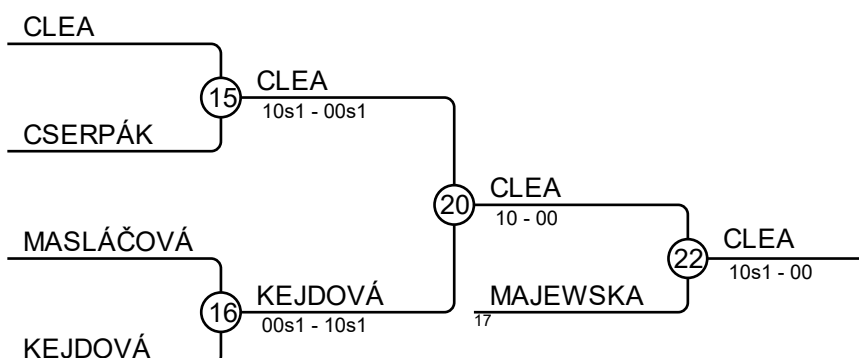 CLEA
15
CLEA
10s1 - 00s1
CSERPÁK
20
CLEA
10 - 00
MASLÁČOVÁ
22
CLEA
10s1 - 00
16
KEJDOVÁ
00s1 - 10s1
MAJEWSKA
17
KEJDOVÁ